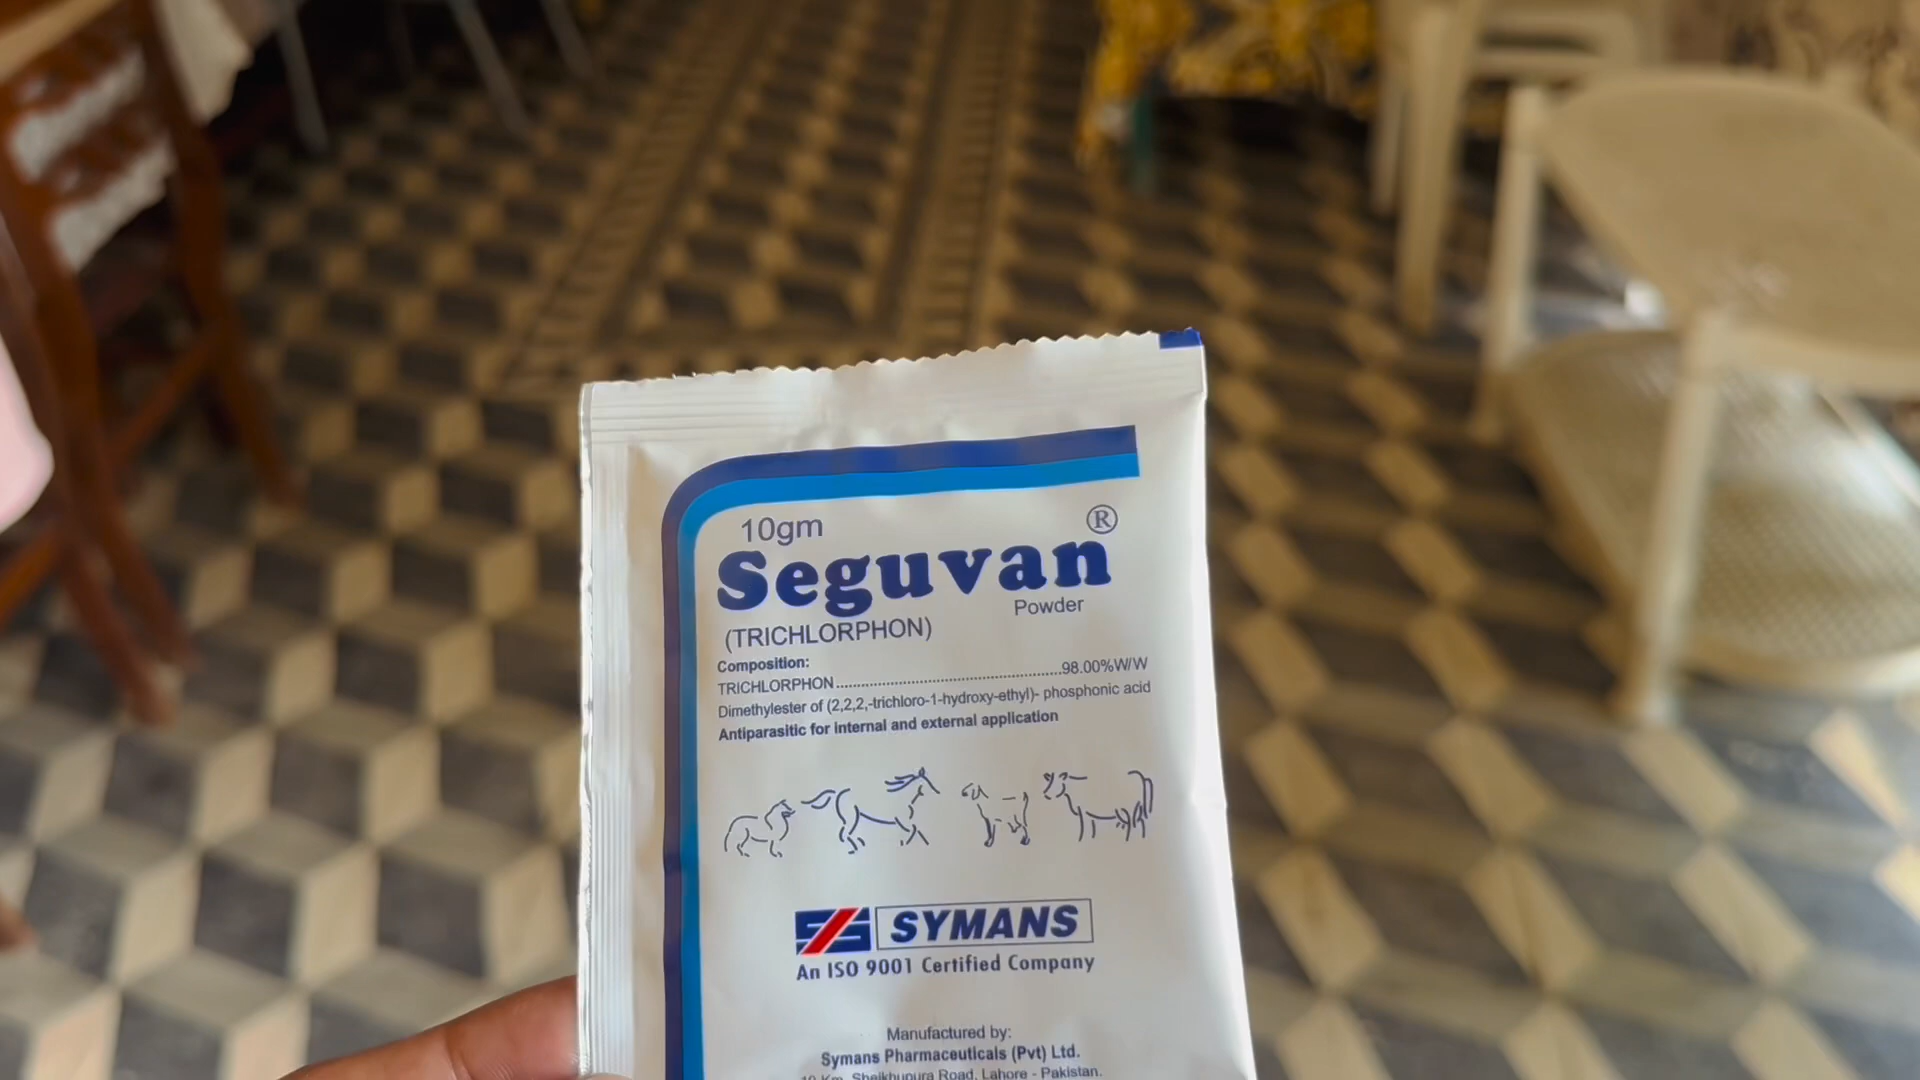 10gm
Seguvan®
Powder
(TRICHLORPHON)
Composition:
TRICHLORPHON........................................................98.00%W/W
Dimethylester of (2,2,2,-trichloro-1-hydroxy-ethyl)- phosphonic acid
Antiparasitic for internal and external application
SYMANS
An ISO 9001 Certified Company
Manufactured by:
Symans Pharmaceuticals (Pvt) Ltd.
10 Km, Sheikhupura Road, Lahore - Pakistan.